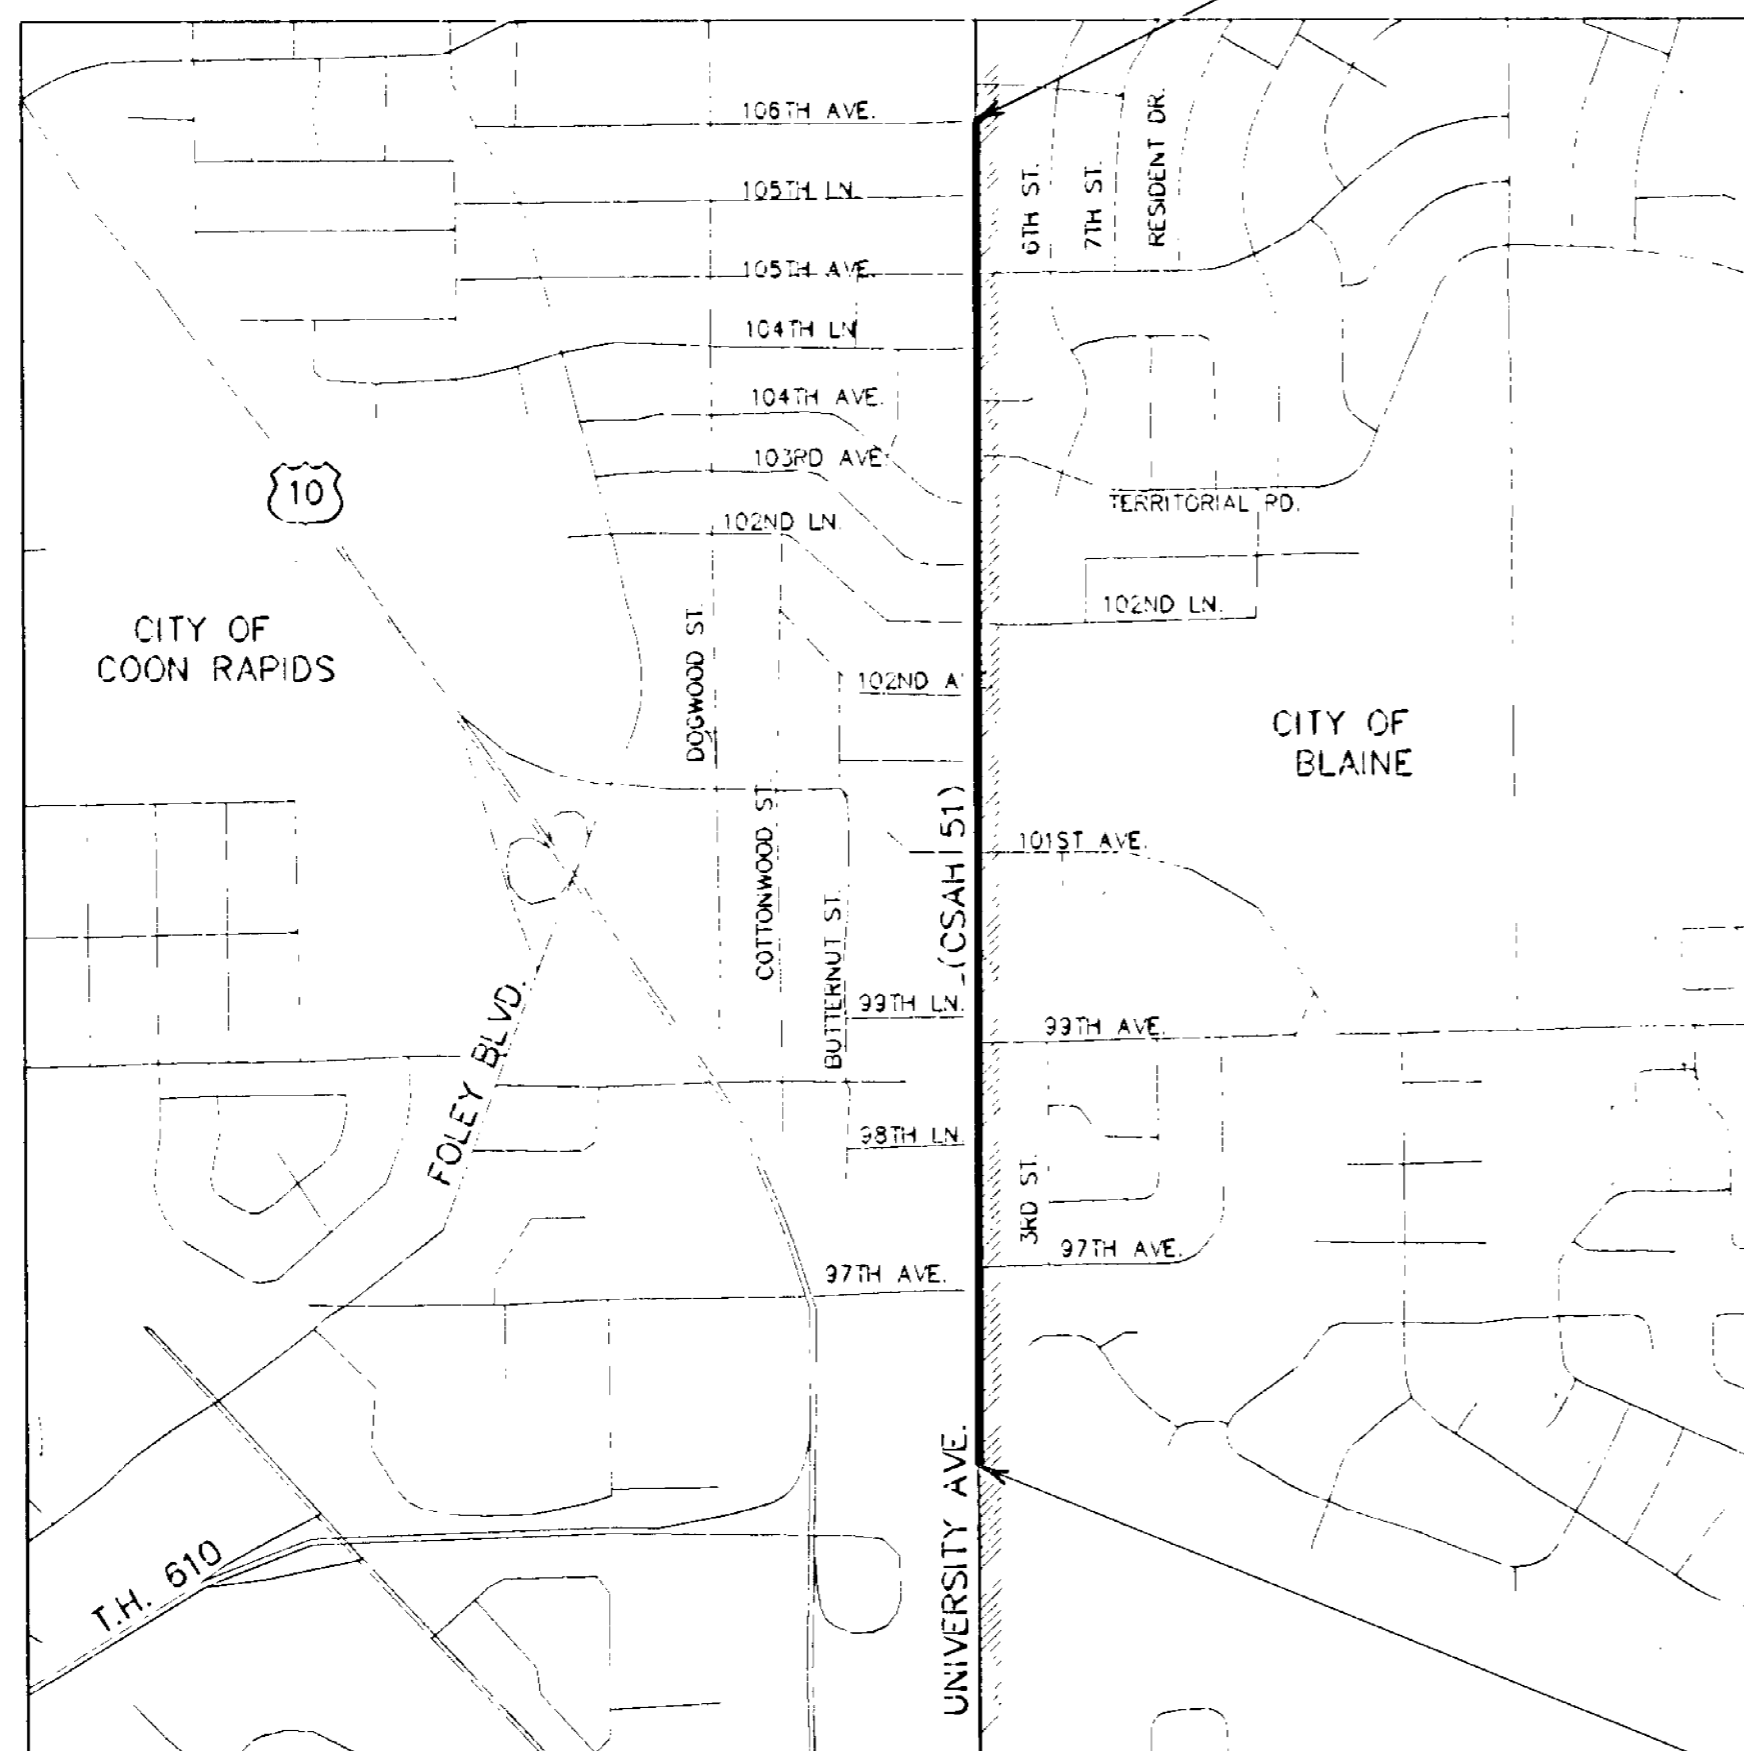 106TH AVE.
105TH LN.
6TH ST.
7TH ST.
RESIDENT DR.
105TH AVE.
104TH LN
104TH AVE.
103RD AVE.
10
TERRITORIAL RD.
102ND LN.
102ND LN.
CITY OF
COON RAPIDS
DOGWOOD ST.
102ND A
CITY OF
BLAINE
COTTONWOOD ST.
(CSAH 51)
101ST AVE.
BUTTERNUT ST.
99TH LN.
99TH AVE.
FOLEY BLVD.
98TH LN.
3RD ST.
97TH AVE.
97TH AVE.
UNIVERSITY AVE.
T.H. 610